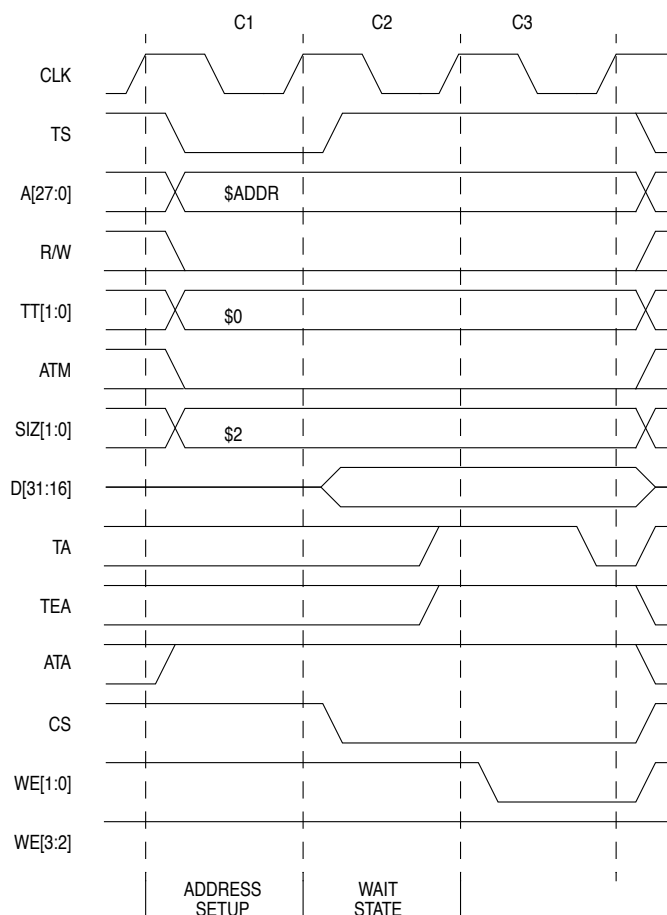 C1 C2 C3
CLK
TS
A[27:0] $ADDR
R/W
TT[1:0] $0
ATM
SIZ[1:0] $2
D[31:16]
TA
TEA
ATA
CS
WE[1:0]
WE[3:2]
ADDRESS WAIT
SETUP STATE